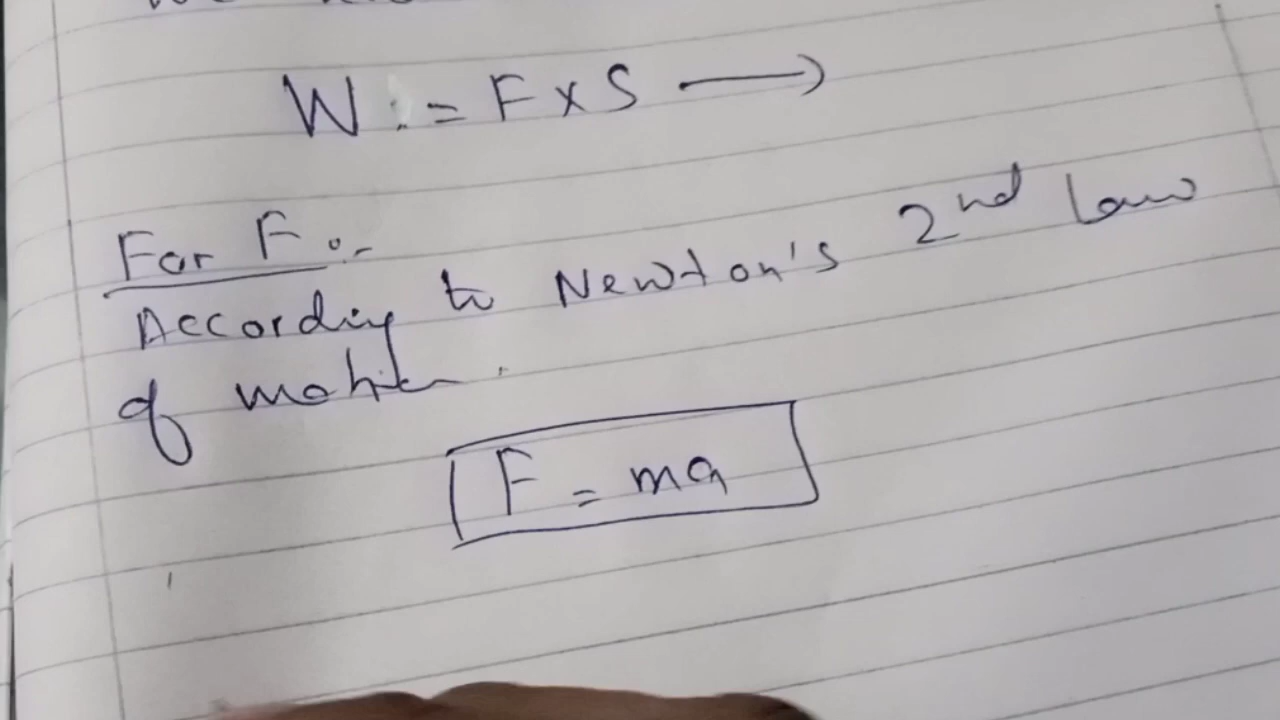 W := F x S →
For F :-
According to Newton's 2nd law
of motion.
F = ma